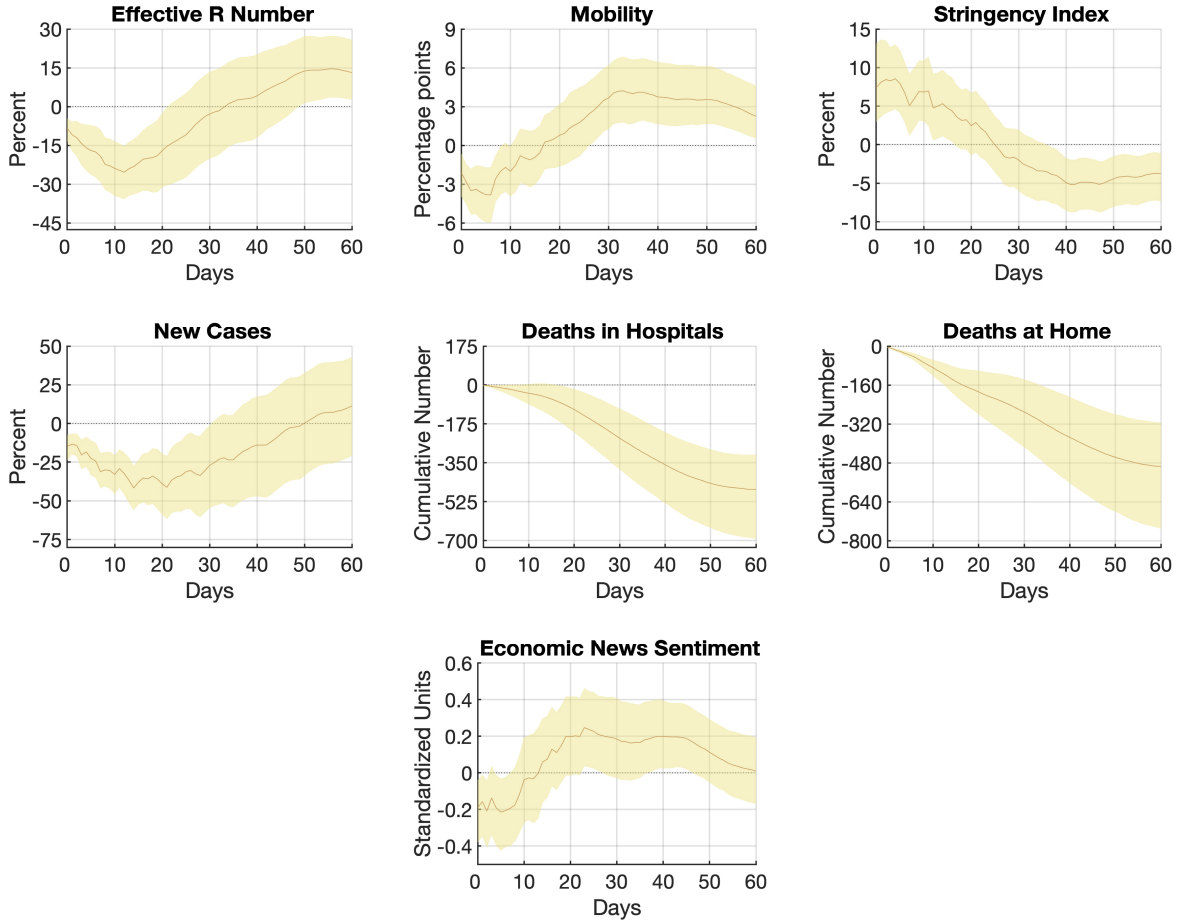 Effective R Number
Percent
30
15
0
-15
-30
-45
0 10 20 30 40 50 60
Days
Mobility
Percentage points
9
6
3
0
-3
-6
0 10 20 30 40 50 60
Days
Stringency Index
Percent
15
10
5
0
-5
-10
0 10 20 30 40 50 60
Days
New Cases
Percent
50
25
0
-25
-50
-75
0 10 20 30 40 50 60
Days
Deaths in Hospitals
Cumulative Number
175
0
-175
-350
-525
-700
0 10 20 30 40 50 60
Days
Deaths at Home
Cumulative Number
0
-160
-320
-480
-640
-800
0 10 20 30 40 50 60
Days
Economic News Sentiment
Standardized Units
0.6
0.4
0.2
0
-0.2
-0.4
0 10 20 30 40 50 60
Days